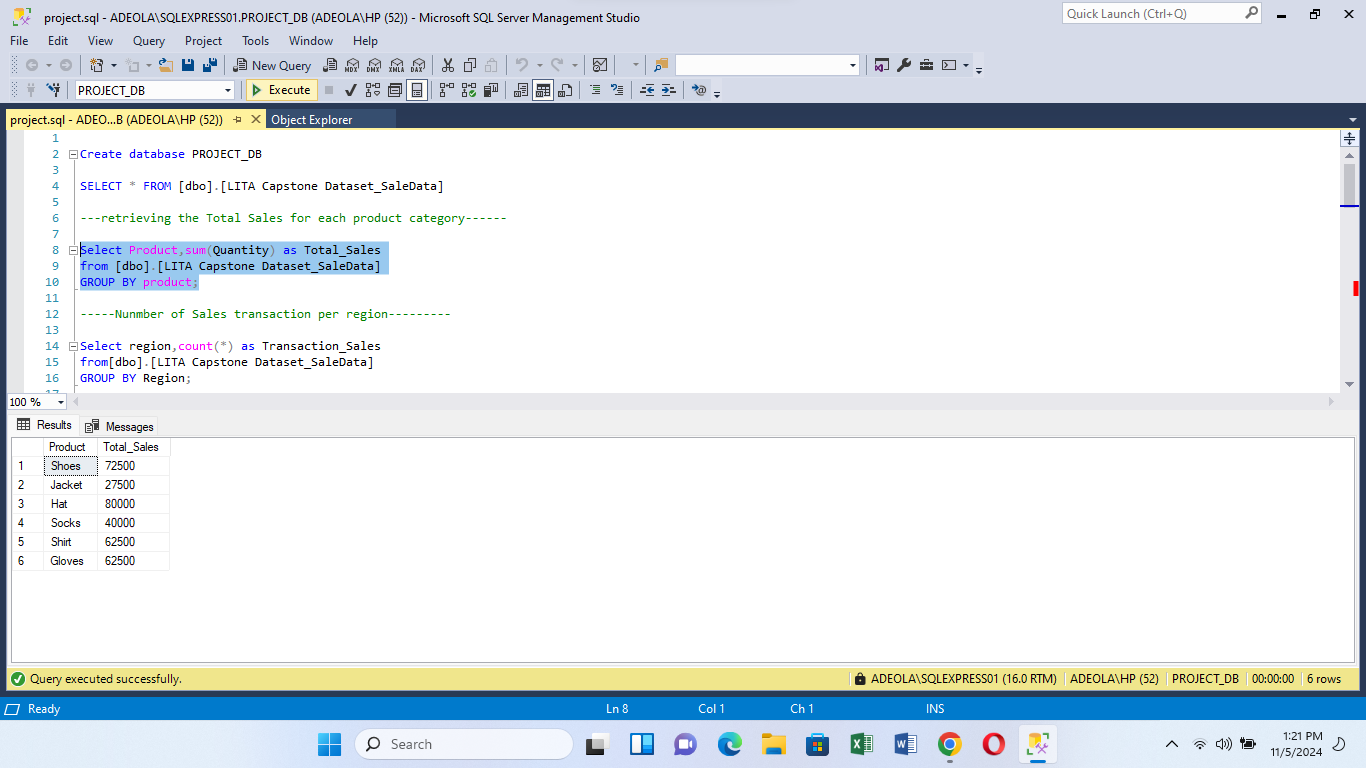 project.sql - ADEOLA\SQLEXPRESS01.PROJECT_DB (ADEOLA\HP (52)) - Microsoft SQL Server Management Studio
Quick Launch (Ctrl+Q)
File Edit View Query Project Tools Window Help
New Query MDX DMX XMLA DAX
PROJECT_DB Execute
project.sql - ADEO...B (ADEOLA\HP (52)) Object Explorer
1
2 Create database PROJECT_DB
3
4 SELECT * FROM [dbo].[LITA Capstone Dataset_SaleData]
5
6 ---retrieving the Total Sales for each product category------
7
8 Select Product,sum(Quantity) as Total_Sales
9 from [dbo].[LITA Capstone Dataset_SaleData]
10 GROUP BY product;
11
12 -----Nunmber of Sales transaction per region---------
13
14 Select region,count(*) as Transaction_Sales
15 from[dbo].[LITA Capstone Dataset_SaleData]
16 GROUP BY Region;
17
100 %
Results Messages
Product Total_Sales
1 Shoes 72500
2 Jacket 27500
3 Hat 80000
4 Socks 40000
5 Shirt 62500
6 Gloves 62500
Query executed successfully. ADEOLA\SQLEXPRESS01 (16.0 RTM) ADEOLA\HP (52) PROJECT_DB 00:00:00 6 rows
Ready Ln 8 Col 1 Ch 1 INS
Search
1:21 PM
11/5/2024